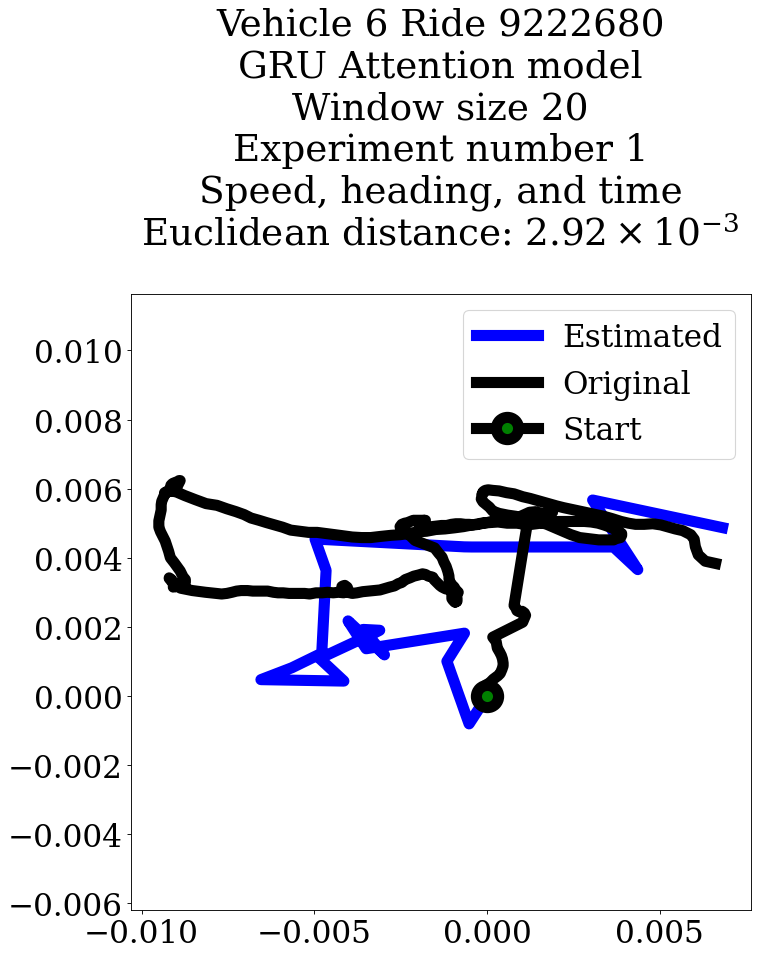 Vehicle 6 Ride 9222680
GRU Attention model
Window size 20
Experiment number 1
Speed, heading, and time
Euclidean distance: 2.92 × 10⁻³
Estimated
Original
Start
0.010
0.008
0.006
0.004
0.002
0.000
−0.002
−0.004
−0.006
−0.010 −0.005 0.000 0.005